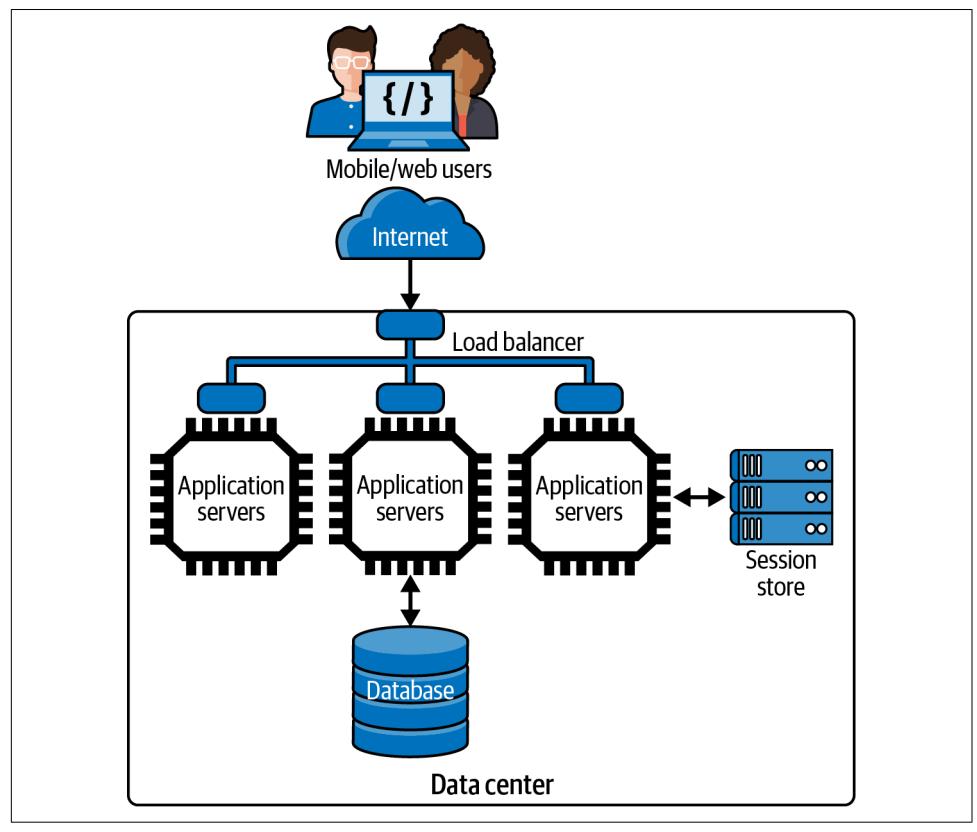 {/}
Mobile/web users
Internet
Load balancer
Application
servers
Application
servers
Application
servers
Session
store
Database
Data center